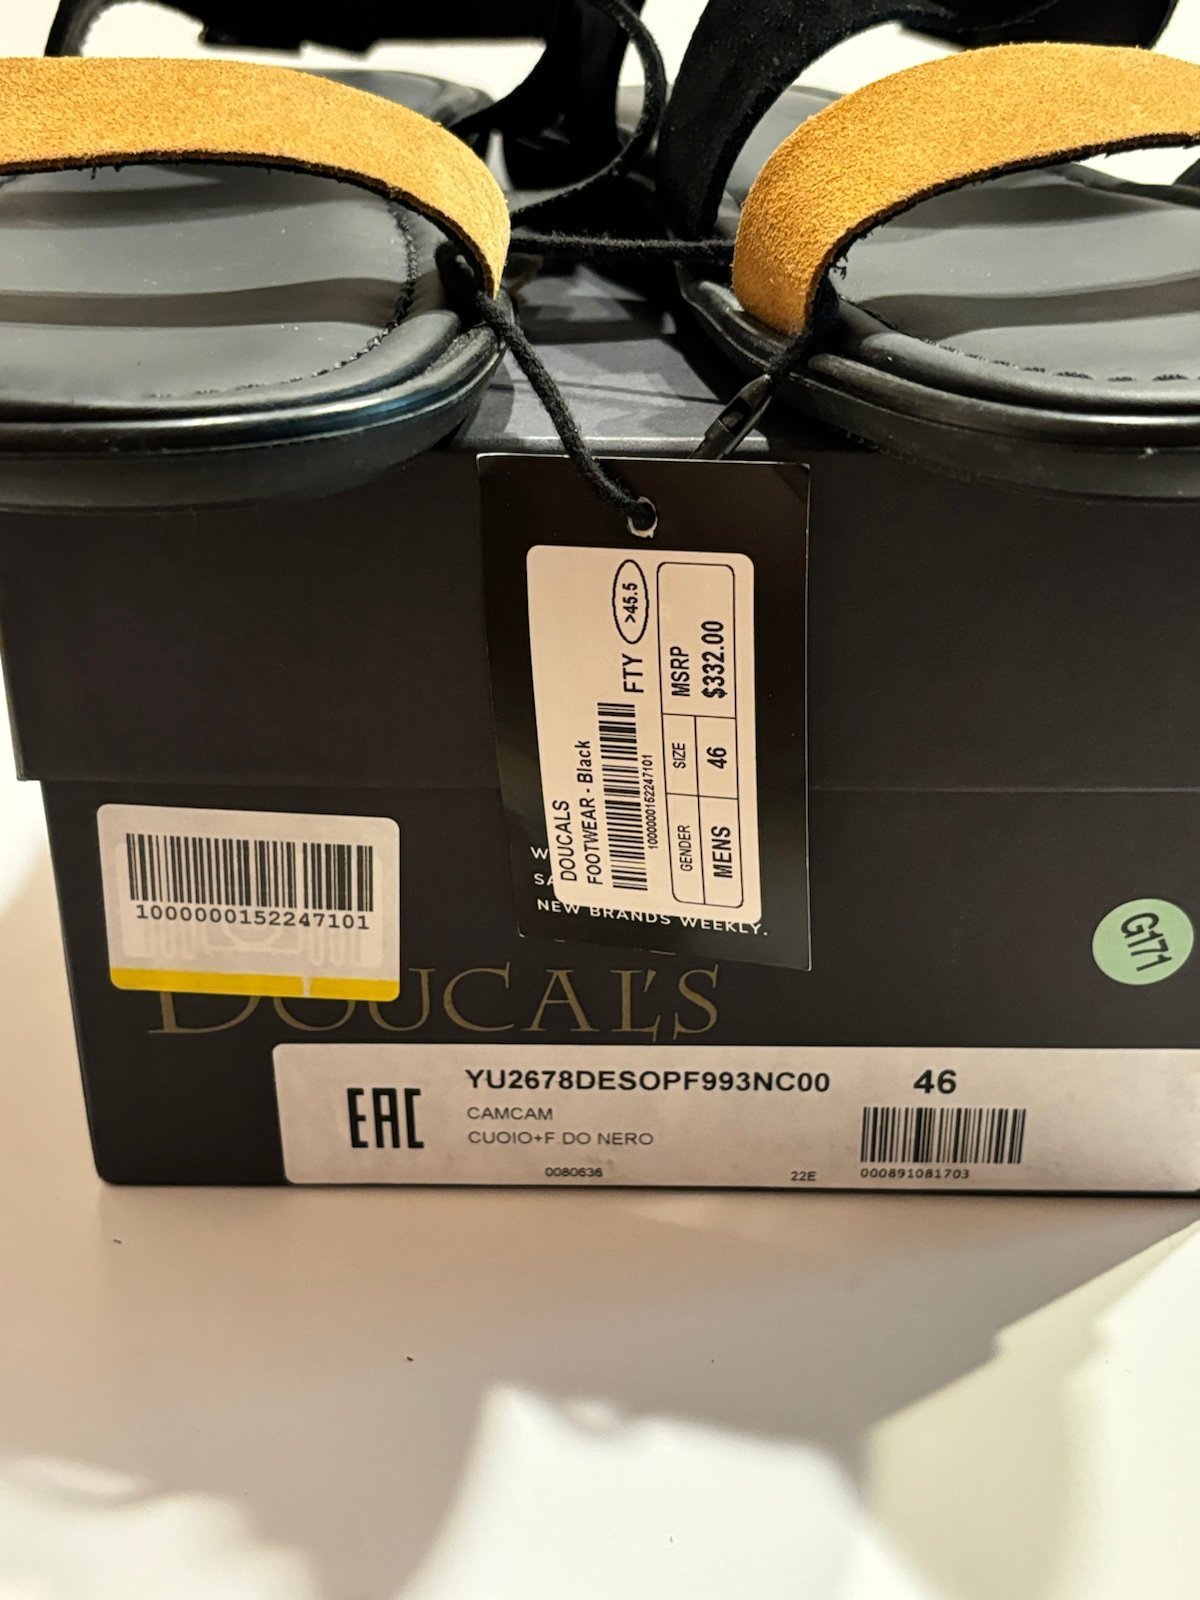 DOUCALS
FOOTWEAR - Black
1000000152247101
FTY >45.5
GENDER SIZE MSRP
MENS 46 $332.00
NEW BRANDS WEEKLY.
1000000152247101
G171
DOUCAL'S
EAC
YU2678DESOPF993NC00 46
CAMCAM
CUOIO+F.DO NERO
0080636 22E 000891081703